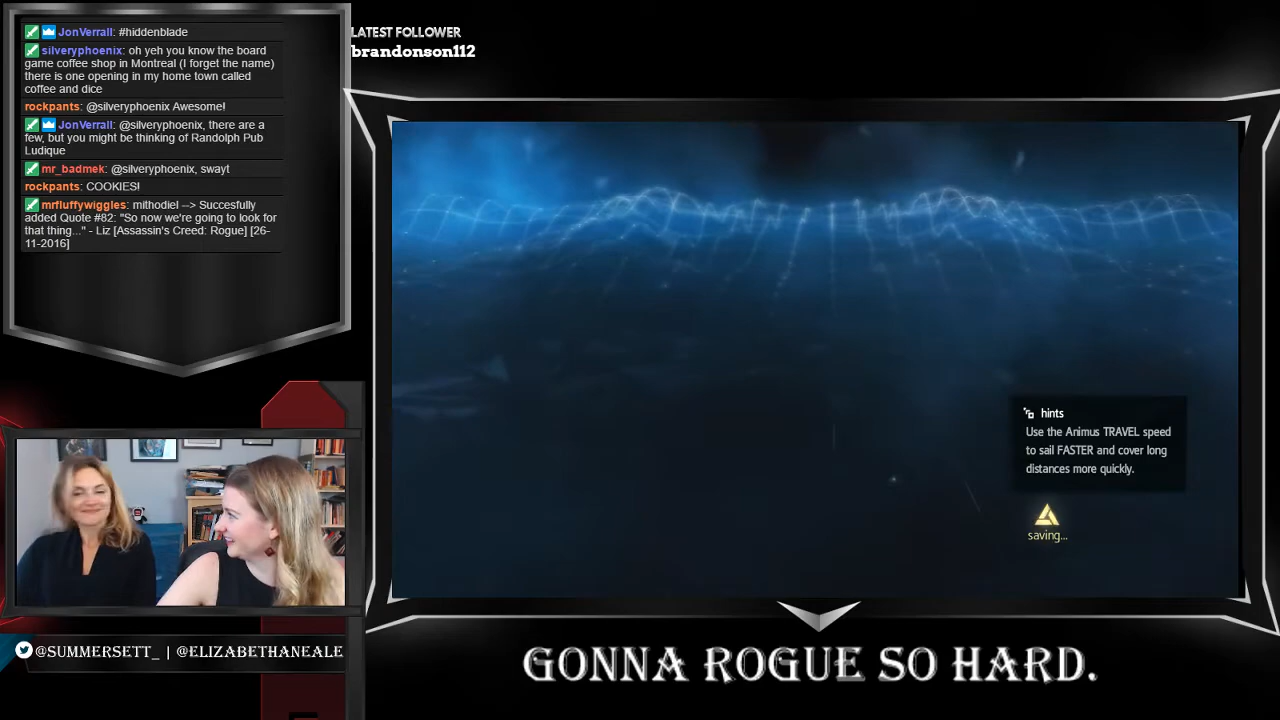 JonVerrall: #hiddenblade
silveryphoenix: oh yeh you know the board
game coffee shop in Montreal (I forget the name)
there is one opening in my home town called
coffee and dice
rockpants: @silveryphoenix Awesome!
JonVerrall: @silveryphoenix, there are a
few, but you might be thinking of Randolph Pub
Ludique
mr_badmek: @silveryphoenix, swayt
rockpants: COOKIES!
mrfluffywiggles: mithodiel --> Succesfully
added Quote #82: "So now we're going to look for
that thing..." - Liz [Assassin's Creed: Rogue] [26-
11-2016]
LATEST FOLLOWER
brandonson112
hints
Use the Animus TRAVEL speed
to sail FASTER and cover long
distances more quickly.
saving...
@SUMMERSETT_ | @ELIZABETHANEALE
GONNA ROGUE SO HARD.